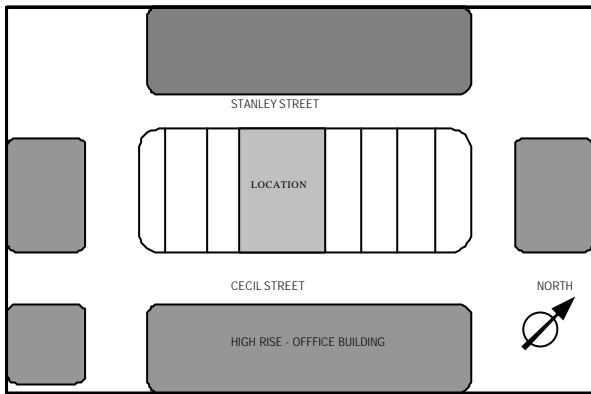 STANLEY STREET
LOCATION
CECIL STREET
NORTH
HIGH RISE - OFFFICE BUILDING